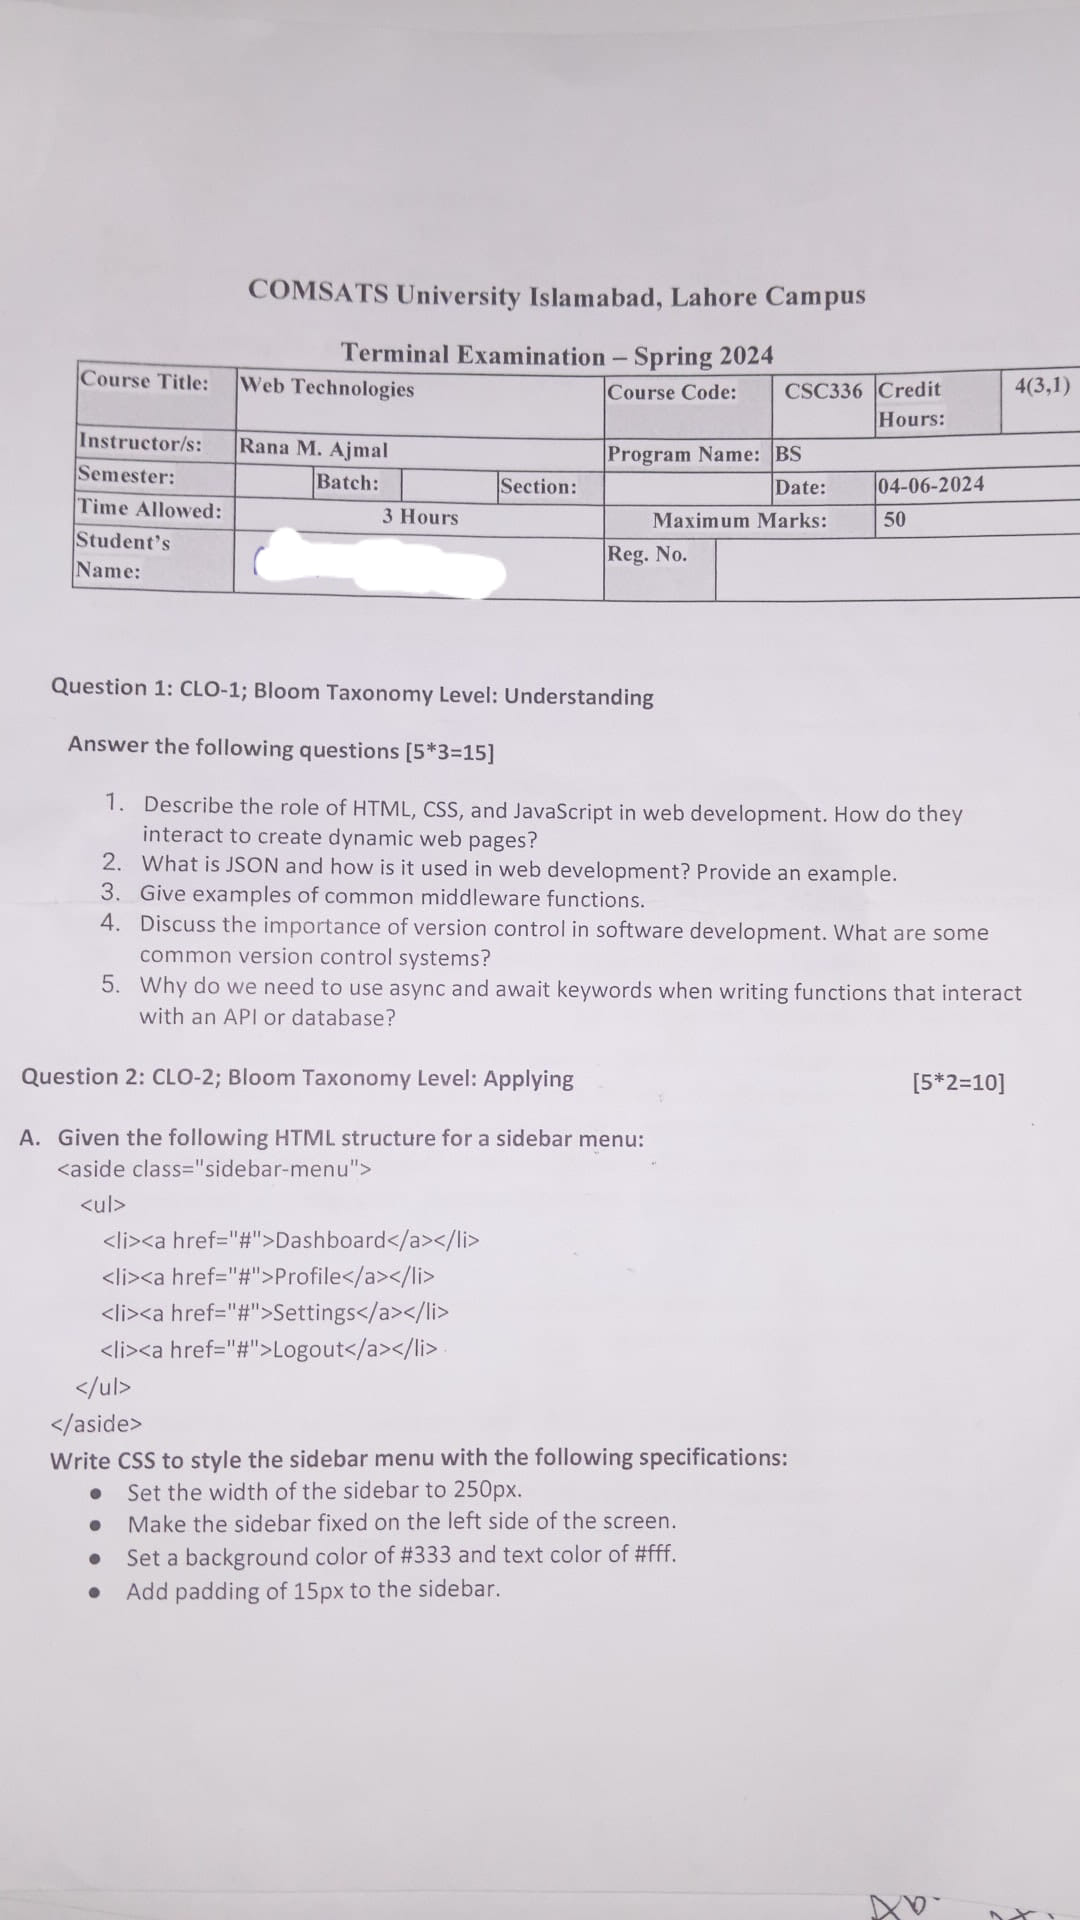 COMSATS University Islamabad, Lahore Campus
Terminal Examination – Spring 2024
Course Title: Web Technologies Course Code: CSC336 Credit Hours: 4(3,1)
Instructor/s: Rana M. Ajmal Program Name: BS
Semester: Batch: Section: Date: 04-06-2024
Time Allowed: 3 Hours Maximum Marks: 50
Student's Name: Reg. No.
Question 1: CLO-1; Bloom Taxonomy Level: Understanding
Answer the following questions [5*3=15]
1. Describe the role of HTML, CSS, and JavaScript in web development. How do they
interact to create dynamic web pages?
2. What is JSON and how is it used in web development? Provide an example.
3. Give examples of common middleware functions.
4. Discuss the importance of version control in software development. What are some
common version control systems?
5. Why do we need to use async and await keywords when writing functions that interact
with an API or database?
Question 2: CLO-2; Bloom Taxonomy Level: Applying [5*2=10]
A. Given the following HTML structure for a sidebar menu:
<aside class="sidebar-menu">
<ul>
<li><a href="#">Dashboard</a></li>
<li><a href="#">Profile</a></li>
<li><a href="#">Settings</a></li>
<li><a href="#">Logout</a></li>
</ul>
</aside>
Write CSS to style the sidebar menu with the following specifications:
• Set the width of the sidebar to 250px.
• Make the sidebar fixed on the left side of the screen.
• Set a background color of #333 and text color of #fff.
• Add padding of 15px to the sidebar.